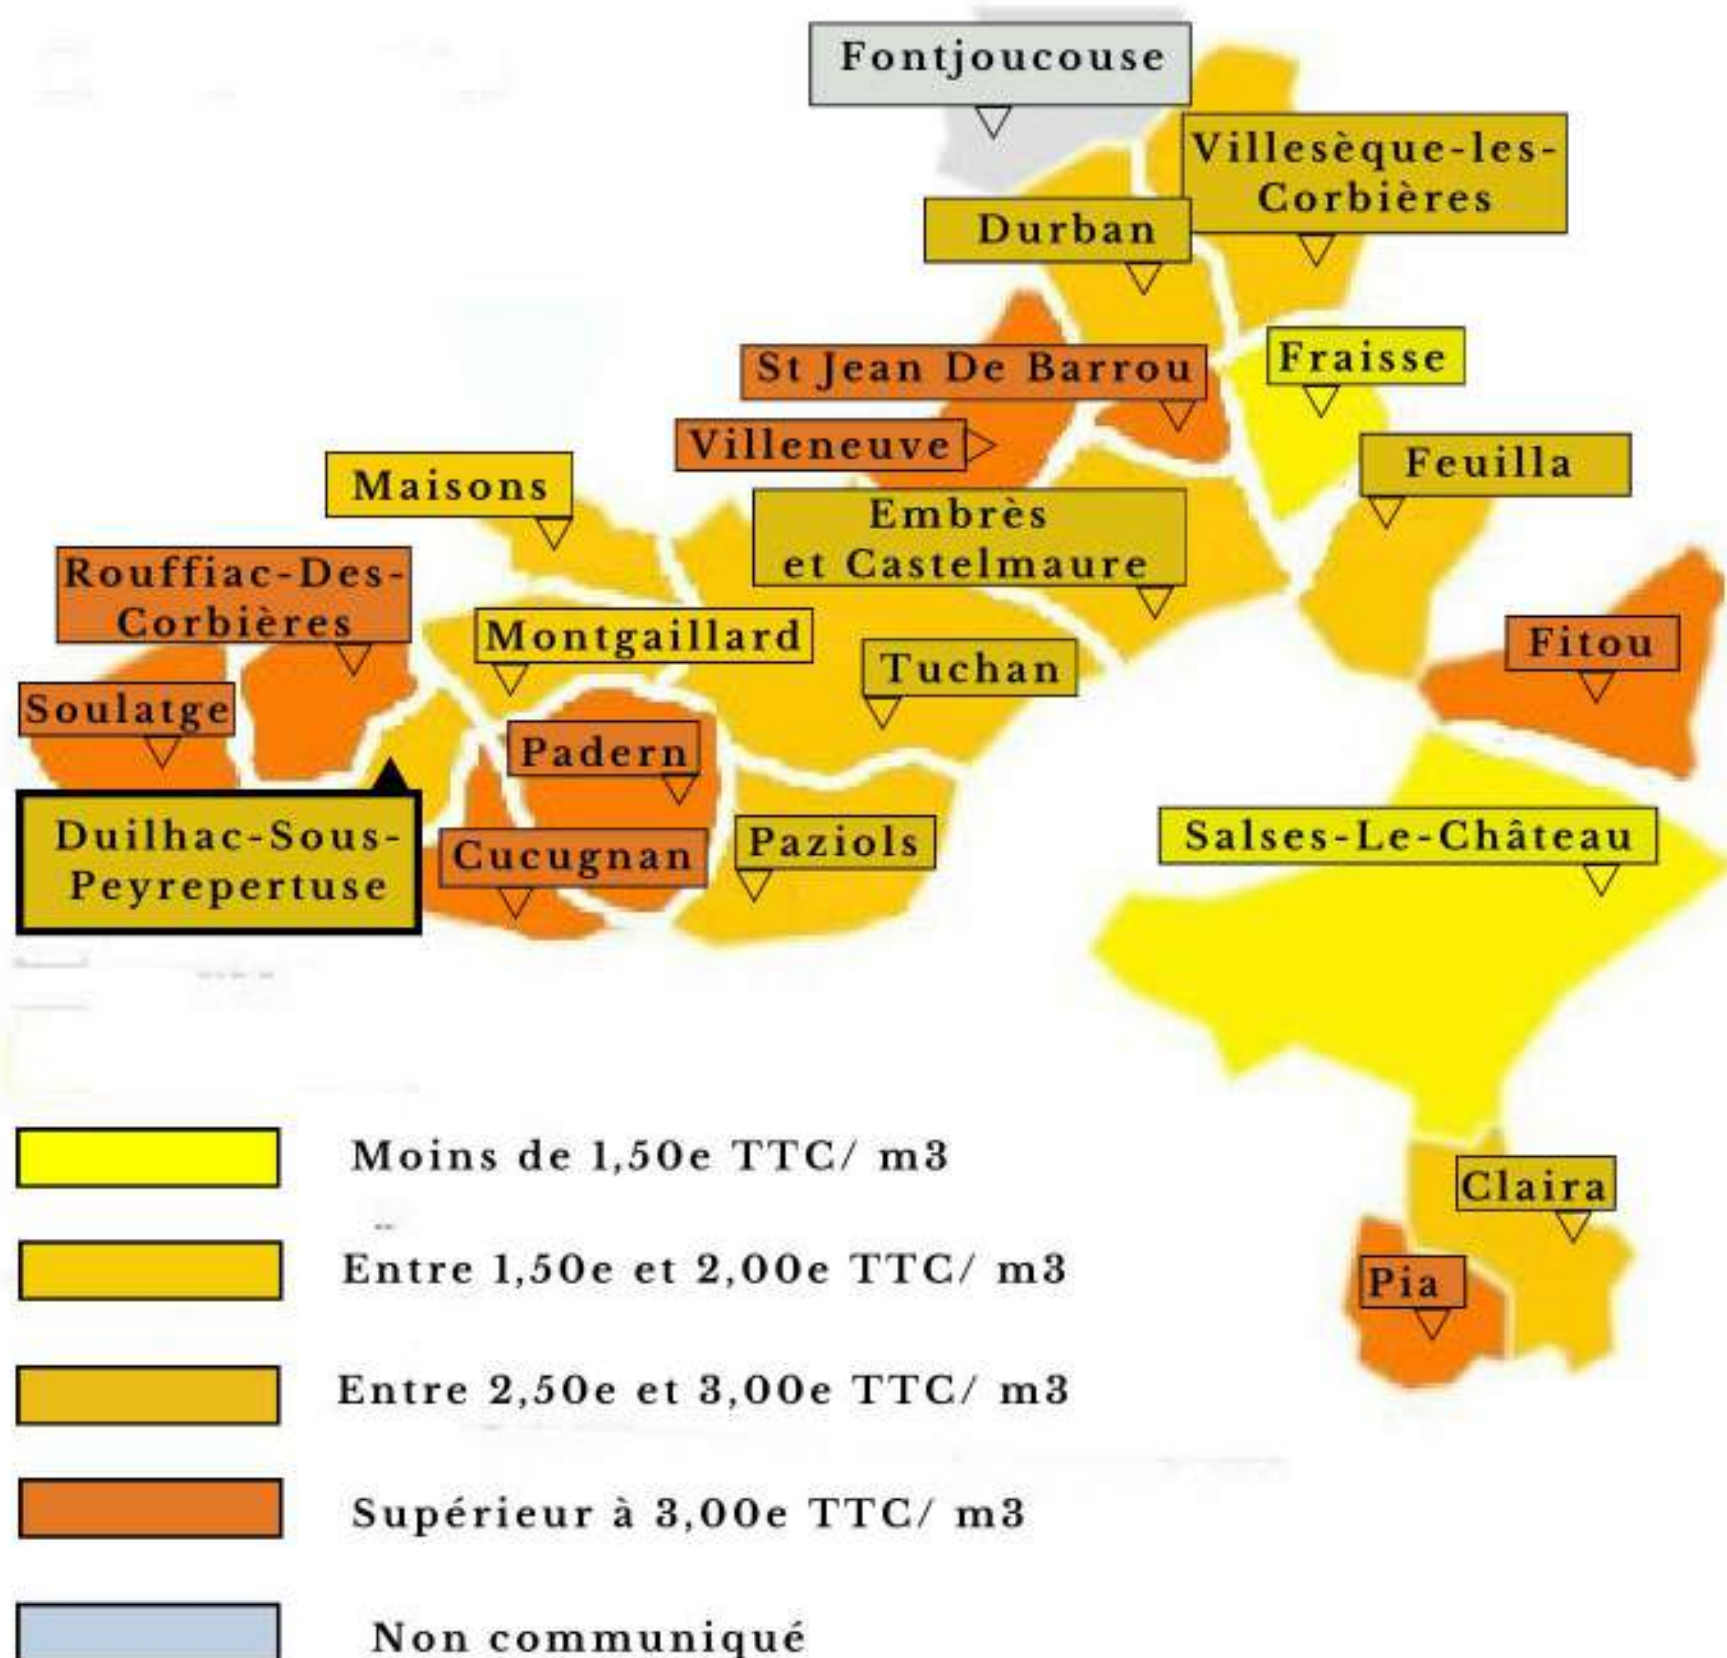 Fontjoucouse
Villesèque-les-
Corbières
Durban
St Jean De Barrou
Fraisse
Villeneuve
Feuilla
Maisons
Embrès
et Castelmaure
Rouffiac-Des-
Corbières
Montgaillard
Fitou
Tuchan
Soulatge
Padern
Duilhac-Sous-
Peyrepertuse
Cucugnan
Paziols
Salses-Le-Château
Claira
Pia
Moins de 1,50e TTC/ m3
Entre 1,50e et 2,00e TTC/ m3
Entre 2,50e et 3,00e TTC/ m3
Supérieur à 3,00e TTC/ m3
Non communiqué